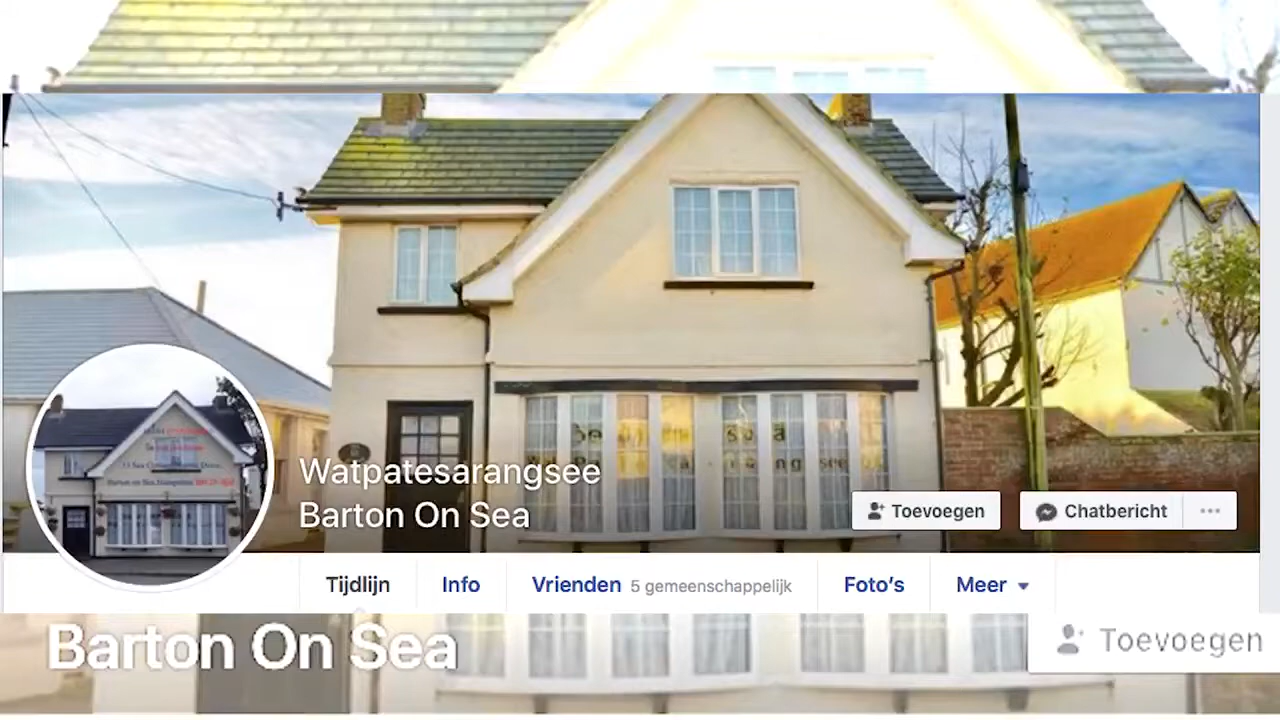 Watpatesarangsee
Barton On Sea
Toevoegen
Chatbericht
Tijdlijn
Info
Vrienden 5 gemeenschappelijk
Foto's
Meer
Barton On Sea
Toevoegen